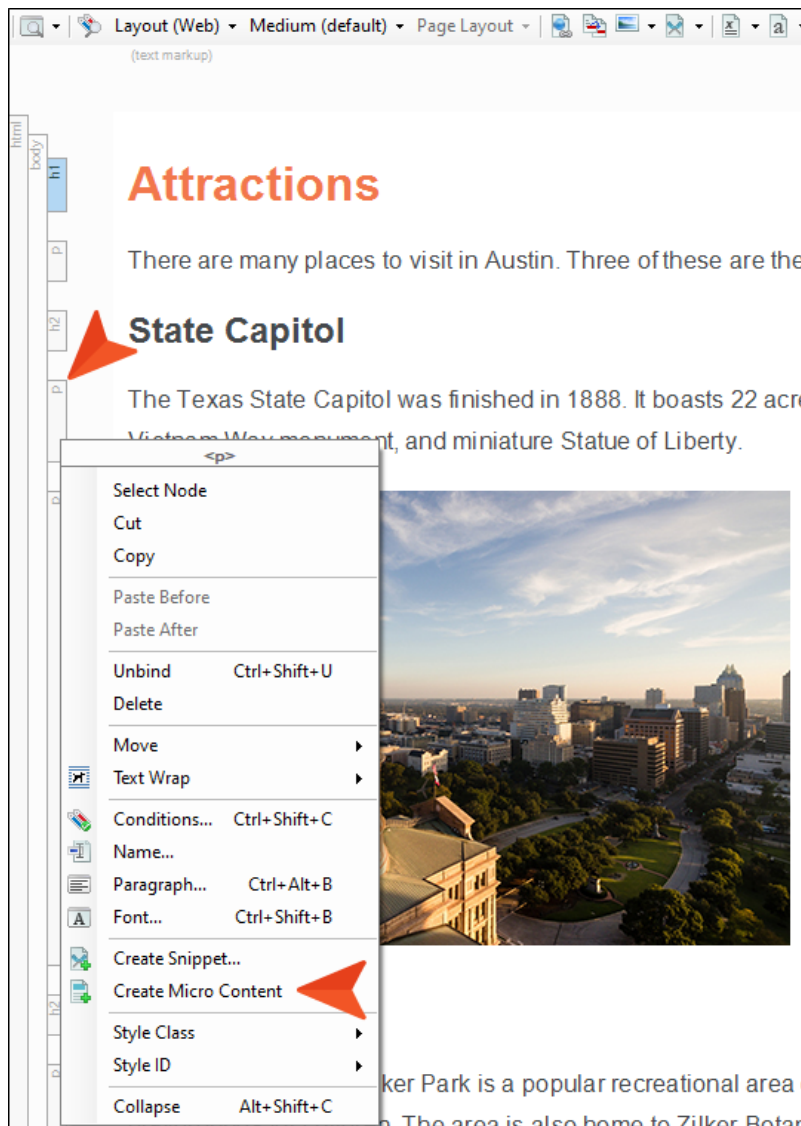 Layout (Web) Medium (default) Page Layout x a
(text markup)
html
body
h1
Attractions
p
There are many places to visit in Austin. Three of these are the
h2
State Capitol
p
The Texas State Capitol was finished in 1888. It boasts 22 acre
Vietnam Way monument, and miniature Statue of Liberty.
<p>
p
Select Node
Cut
Copy
Paste Before
Paste After
Unbind Ctrl+Shift+U
Delete
Move
Text Wrap
Conditions... Ctrl+Shift+C
Name...
Paragraph... Ctrl+Alt+B
A Font... Ctrl+Shift+B
Create Snippet...
Create Micro Content
h2
Style Class
Style ID
p
ker Park is a popular recreational area
Collapse Alt+Shift+C
The area is also home to Zilker